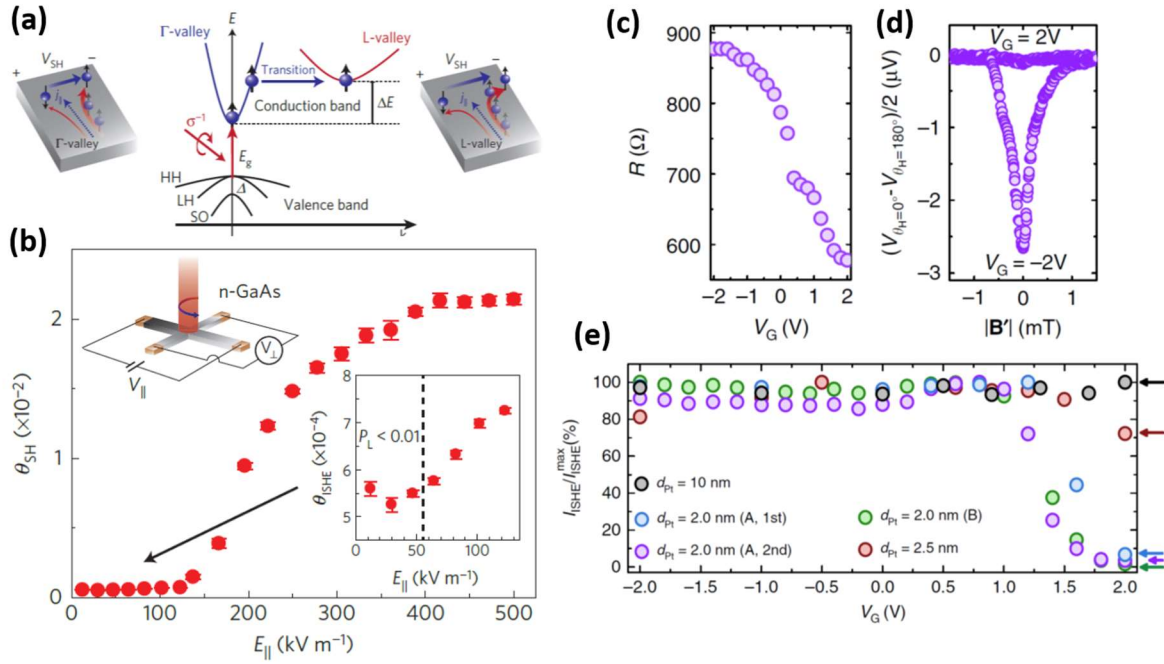 (a)
Γ-valley
E
L-valley
V_SH
+
−
j_||
Γ-valley
Transition
Conduction band
ΔE
σ⁻¹
E_g
HH
LH
SO
Δ
Valence band
V_SH
+
−
j_||
L-valley
(b)
n-GaAs
V_||
V_⊥
θ_SH (×10⁻²)
2
1
0
0 100 200 300 400 500
E_|| (kV m⁻¹)
θ_ISHE (×10⁻⁴)
8
7
6
5
P_L < 0.01
0 50 100
E_|| (kV m⁻¹)
(c)
R (Ω)
900
800
700
600
−2 −1 0 1 2
V_G (V)
(d)
(V_θH=0° - V_θH=180°)/2 (μV)
0
−1
−2
−3
V_G = 2V
V_G = −2V
−1 0 1
|B′| (mT)
(e)
I_ISHE/I_ISHE^max(%)
100
80
60
40
20
0
d_Pt = 10 nm
d_Pt = 2.0 nm (A, 1st)
d_Pt = 2.0 nm (A, 2nd)
d_Pt = 2.0 nm (B)
d_Pt = 2.5 nm
−2.0 −1.5 −1.0 −0.5 0.0 0.5 1.0 1.5 2.0
V_G (V)